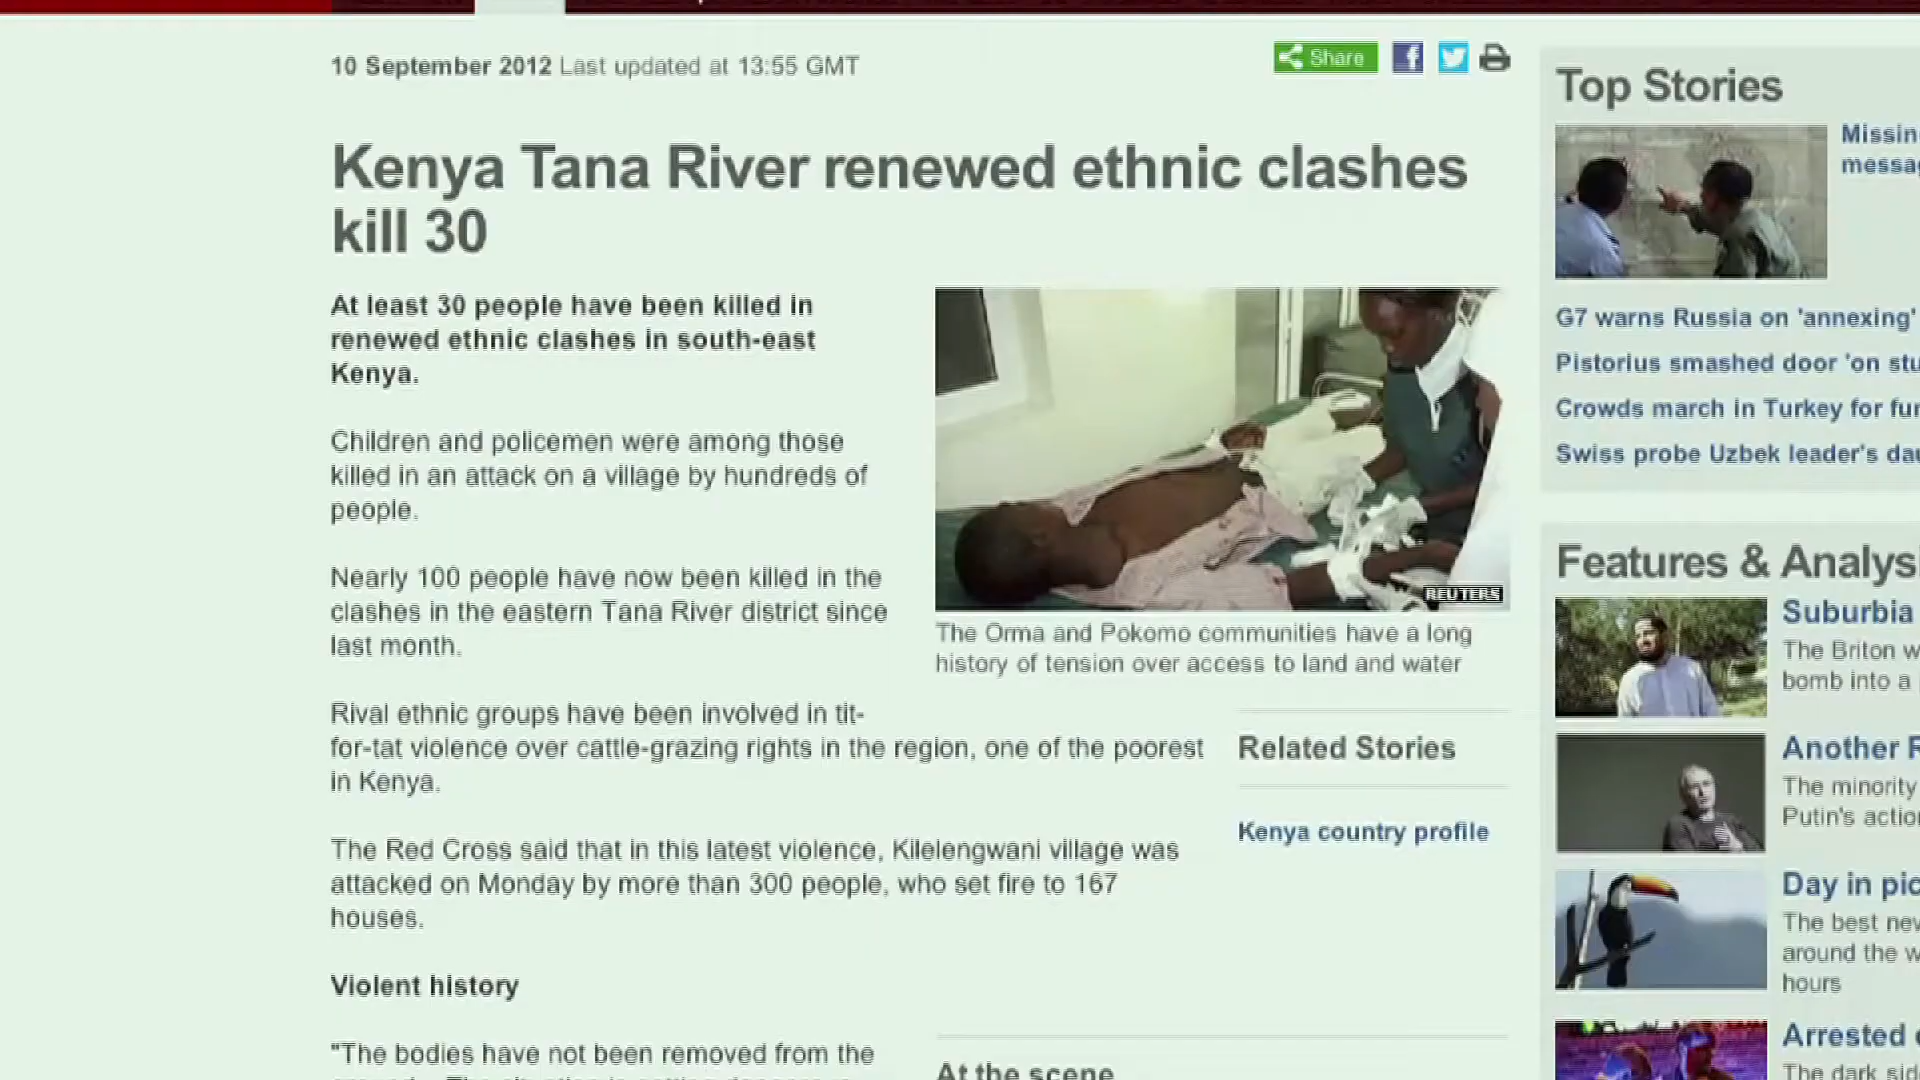 10 September 2012 Last updated at 13:55 GMT
Share
Kenya Tana River renewed ethnic clashes
kill 30
At least 30 people have been killed in
renewed ethnic clashes in south-east
Kenya.
Children and policemen were among those
killed in an attack on a village by hundreds of
people.
Nearly 100 people have now been killed in the
clashes in the eastern Tana River district since
last month.
REUTERS
The Orma and Pokomo communities have a long
history of tension over access to land and water
Rival ethnic groups have been involved in tit-
for-tat violence over cattle-grazing rights in the region, one of the poorest
in Kenya.
The Red Cross said that in this latest violence, Kilelengwani village was
attacked on Monday by more than 300 people, who set fire to 167
houses.
Violent history
"The bodies have not been removed from the
Related Stories
Kenya country profile
At the scene
Top Stories
Missin
messag
G7 warns Russia on 'annexing'
Pistorius smashed door 'on stu
Crowds march in Turkey for fun
Swiss probe Uzbek leader's dau
Features & Analysi
Suburbia
The Briton w
bomb into a
Another R
The minority
Putin's action
Day in pic
The best new
around the w
hours
Arrested
The dark sid